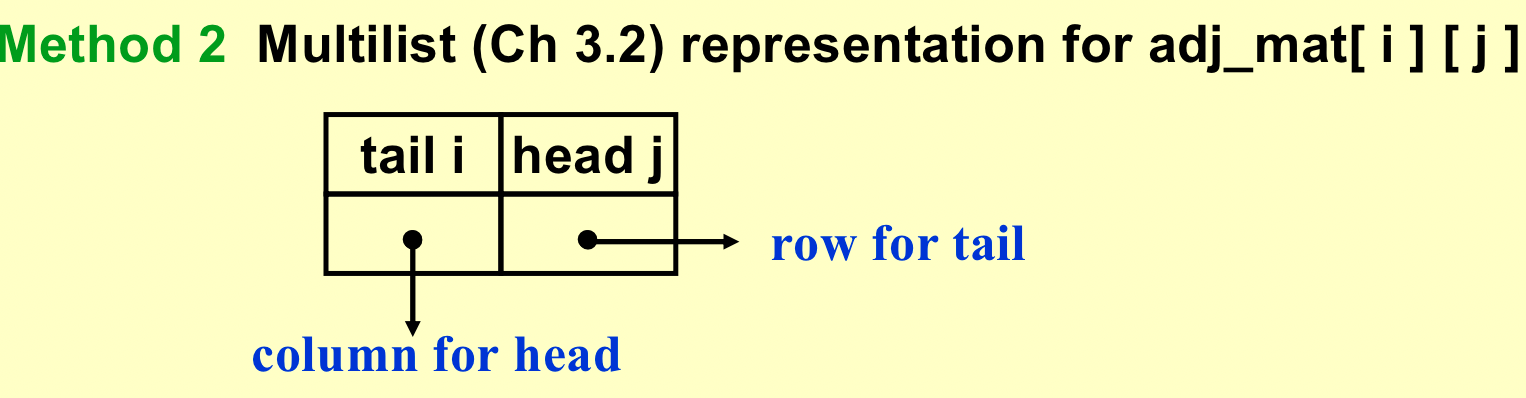 Method 2 Multilist (Ch 3.2) representation for adj_mat[ i ] [ j ]
tail i head j
row for tail
column for head